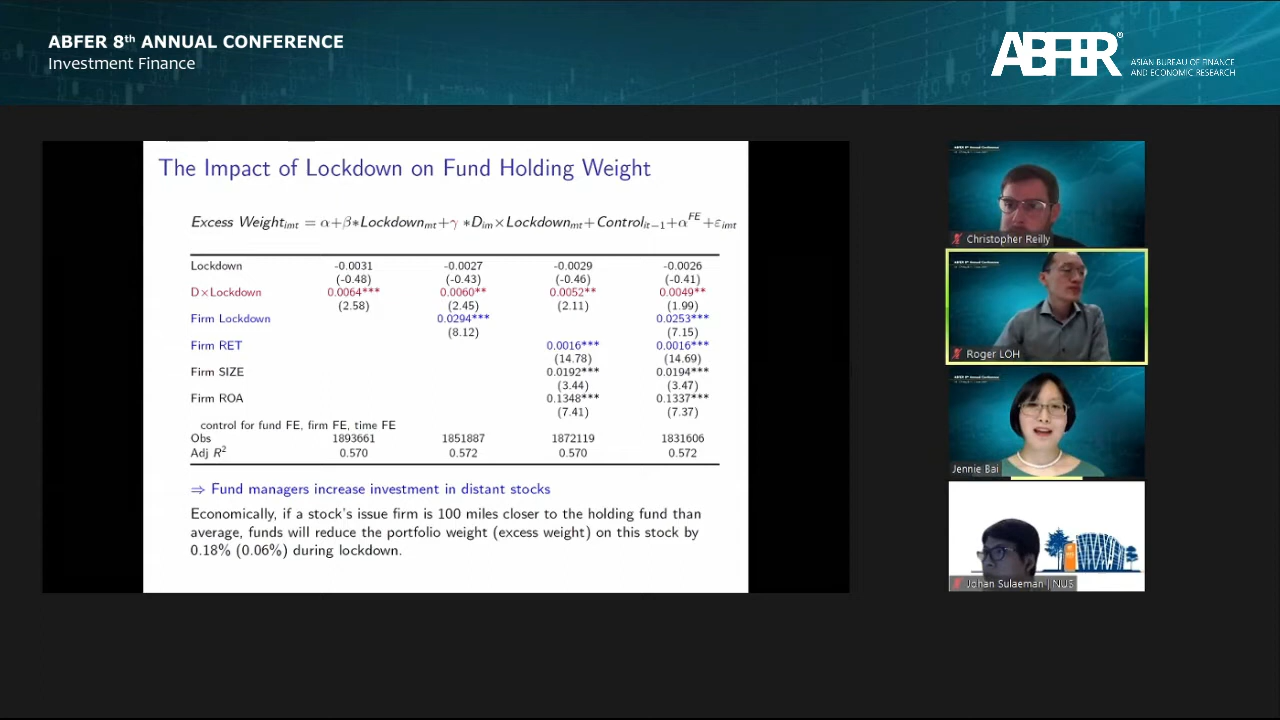 ABFER 8th ANNUAL CONFERENCE
Investment Finance
ABFER®
ASIAN BUREAU OF FINANCE
AND ECONOMIC RESEARCH
The Impact of Lockdown on Fund Holding Weight
Excess Weight_imt = α+β*Lockdown_mt+γ *D_im×Lockdown_mt+Control_it−1+α^FE+ε_imt
Lockdown -0.0031 -0.0027 -0.0029 -0.0026
(-0.48) (-0.43) (-0.46) (-0.41)
D×Lockdown 0.0064*** 0.0060** 0.0052** 0.0049**
(2.58) (2.45) (2.11) (1.99)
Firm Lockdown 0.0294*** 0.0253***
(8.12) (7.15)
Firm RET 0.0016*** 0.0016***
(14.78) (14.69)
Firm SIZE 0.0192*** 0.0194***
(3.44) (3.47)
Firm ROA 0.1348*** 0.1337***
(7.41) (7.37)
control for fund FE, firm FE, time FE
Obs 1893661 1851887 1872119 1831606
Adj R² 0.570 0.572 0.570 0.572
⇒ Fund managers increase investment in distant stocks
Economically, if a stock's issue firm is 100 miles closer to the holding fund than
average, funds will reduce the portfolio weight (excess weight) on this stock by
0.18% (0.06%) during lockdown.
Christopher Reilly
Roger LOH
Jennie Bai
Johan Sulaeman | NUS